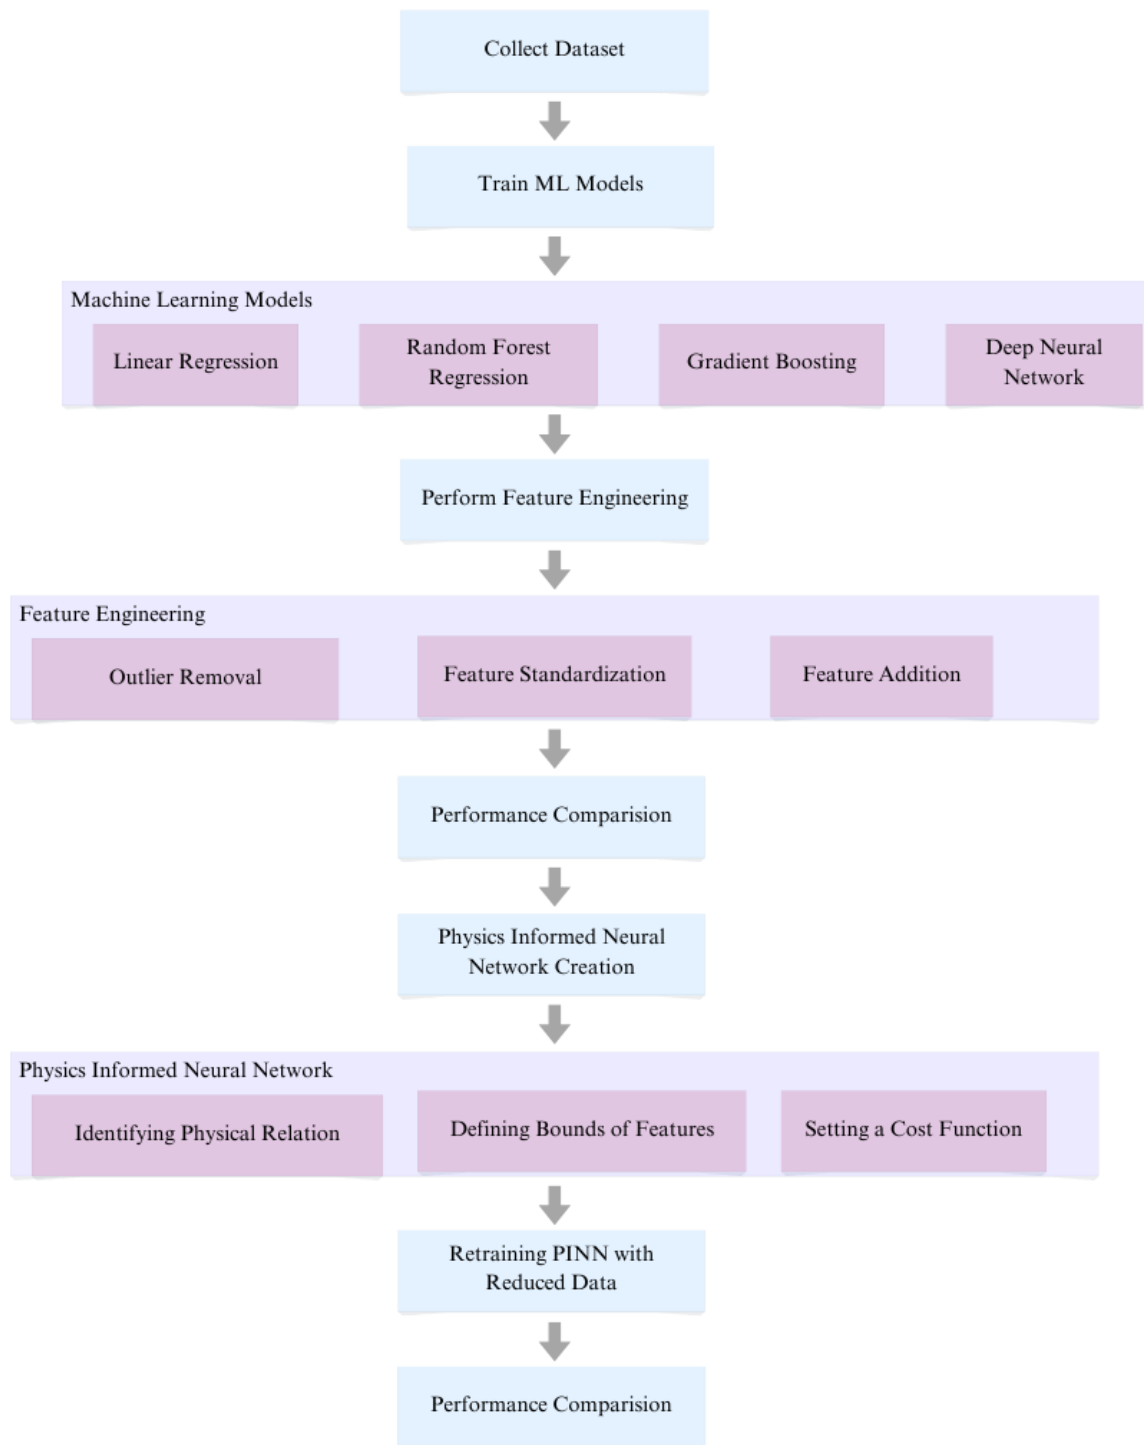 Collect Dataset
Train ML Models
Machine Learning Models
Linear Regression
Random Forest
Regression
Gradient Boosting
Deep Neural
Network
Perform Feature Engineering
Feature Engineering
Outlier Removal
Feature Standardization
Feature Addition
Performance Comparision
Physics Informed Neural
Network Creation
Physics Informed Neural Network
Identifying Physical Relation
Defining Bounds of Features
Setting a Cost Function
Retraining PINN with
Reduced Data
Performance Comparision